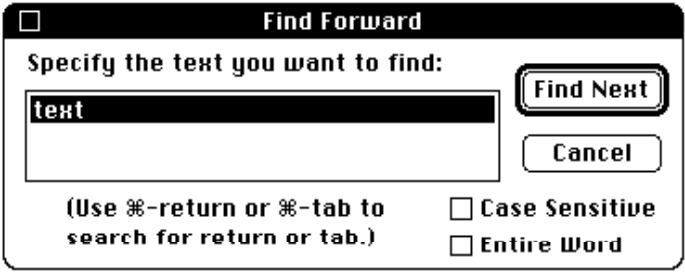 Find Forward
Specify the text you want to find:
text
Find Next
Cancel
(Use ⌘-return or ⌘-tab to
search for return or tab.)
Case Sensitive
Entire Word